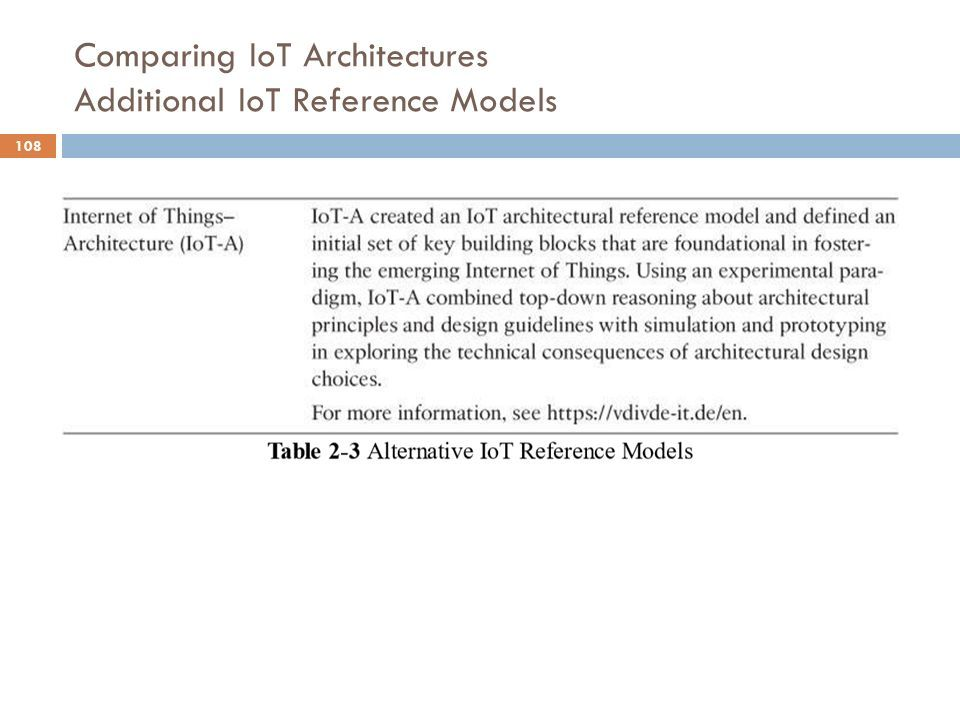 Comparing IoT Architectures
Additional IoT Reference Models
108
Internet of Things–
Architecture (IoT-A)
IoT-A created an IoT architectural reference model and defined an
initial set of key building blocks that are foundational in foster-
ing the emerging Internet of Things. Using an experimental para-
digm, IoT-A combined top-down reasoning about architectural
principles and design guidelines with simulation and prototyping
in exploring the technical consequences of architectural design
choices.
For more information, see https://vdivde-it.de/en.
Table 2-3 Alternative IoT Reference Models